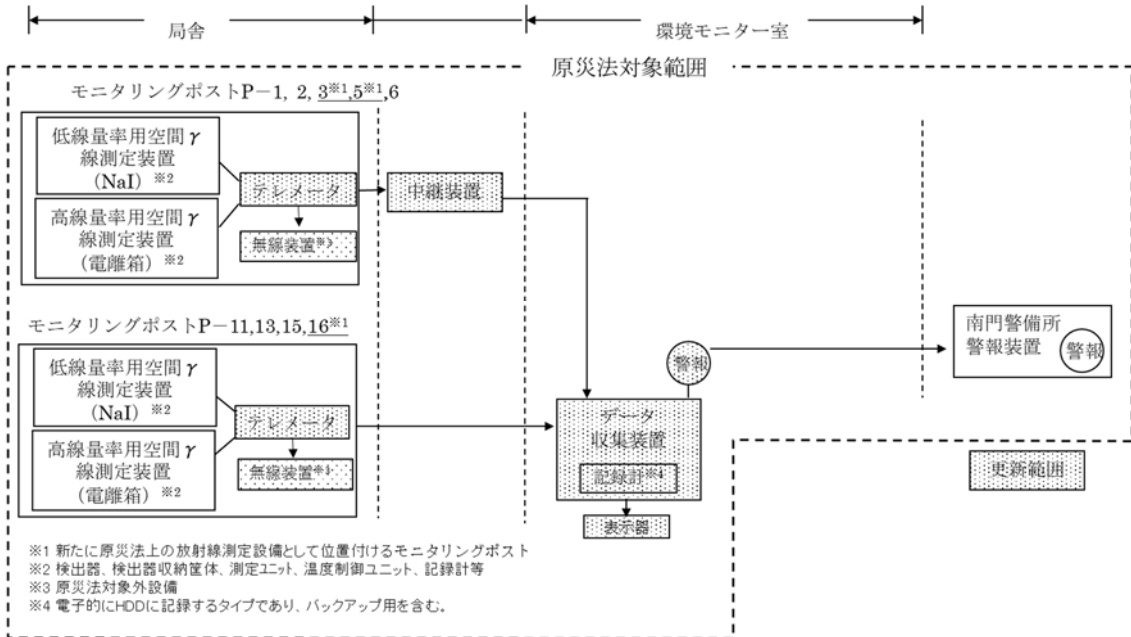 局舎
環境モニター室
原災法対象範囲
モニタリングポストP－1, 2, 3※1,5※1,6
低線量率用空間γ
線測定装置
（NaI）※2
高線量率用空間γ
線測定装置
（電離箱）※2
テレメータ
無線装置※3
中継装置
モニタリングポストP－11,13,15,16※1
低線量率用空間γ
線測定装置
（NaI）※2
高線量率用空間γ
線測定装置
（電離箱）※2
テレメータ
無線装置※3
警報
データ
収集装置
記録計※4
表示器
南門警備所
警報装置
警報
更新範囲
※1 新たに原災法上の放射線測定設備として位置付けるモニタリングポスト
※2 検出器、検出器収納筐体、測定ユニット、温度制御ユニット、記録計等
※3 原災法対象外設備
※4 電子的にHDDに記録するタイプであり、バックアップ用を含む。